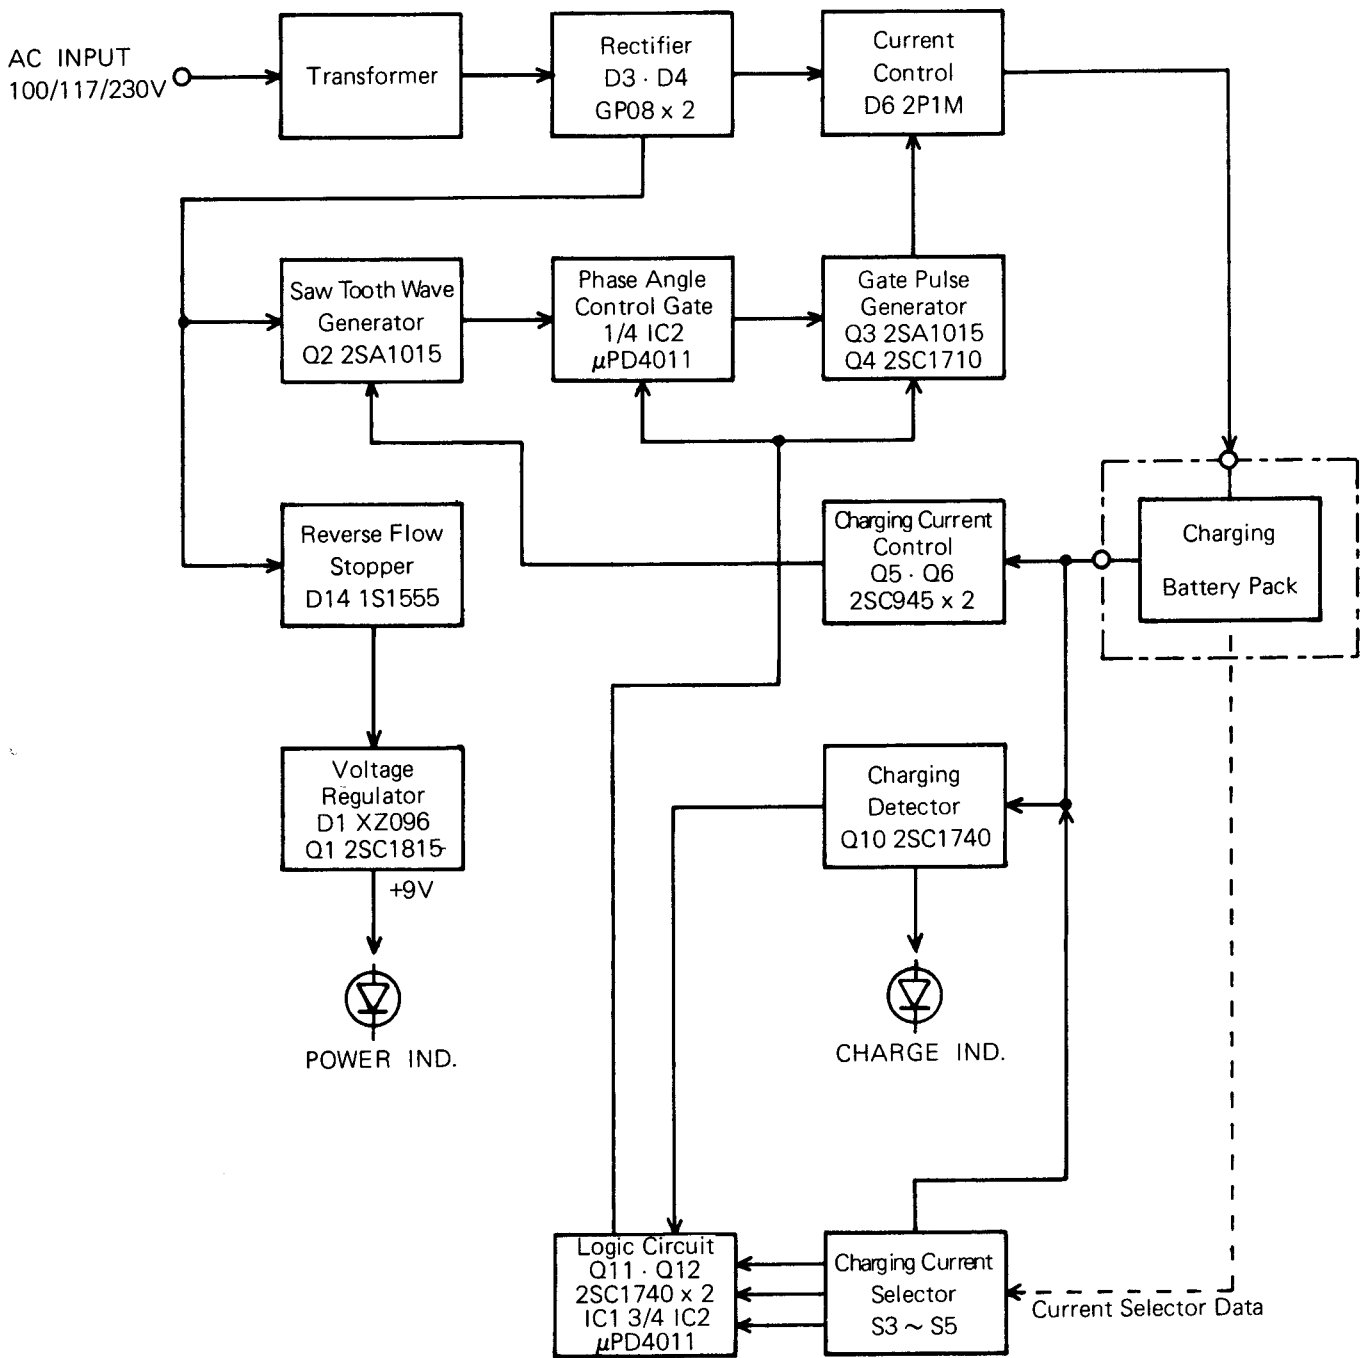 AC INPUT
100/117/230V
Transformer
Rectifier
D3 · D4
GP08 x 2
Current
Control
D6 2P1M
Saw Tooth Wave
Generator
Q2 2SA1015
Phase Angle
Control Gate
1/4 IC2
μPD4011
Gate Pulse
Generator
Q3 2SA1015
Q4 2SC1710
Reverse Flow
Stopper
D14 1S1555
Charging Current
Control
Q5 · Q6
2SC945 x 2
Charging
Battery Pack
Voltage
Regulator
D1 XZ096
Q1 2SC1815
+9V
POWER IND.
Charging
Detector
Q10 2SC1740
CHARGE IND.
Logic Circuit
Q11 · Q12
2SC1740 x 2
IC1 3/4 IC2
μPD4011
Charging Current
Selector
S3 ~ S5
Current Selector Data